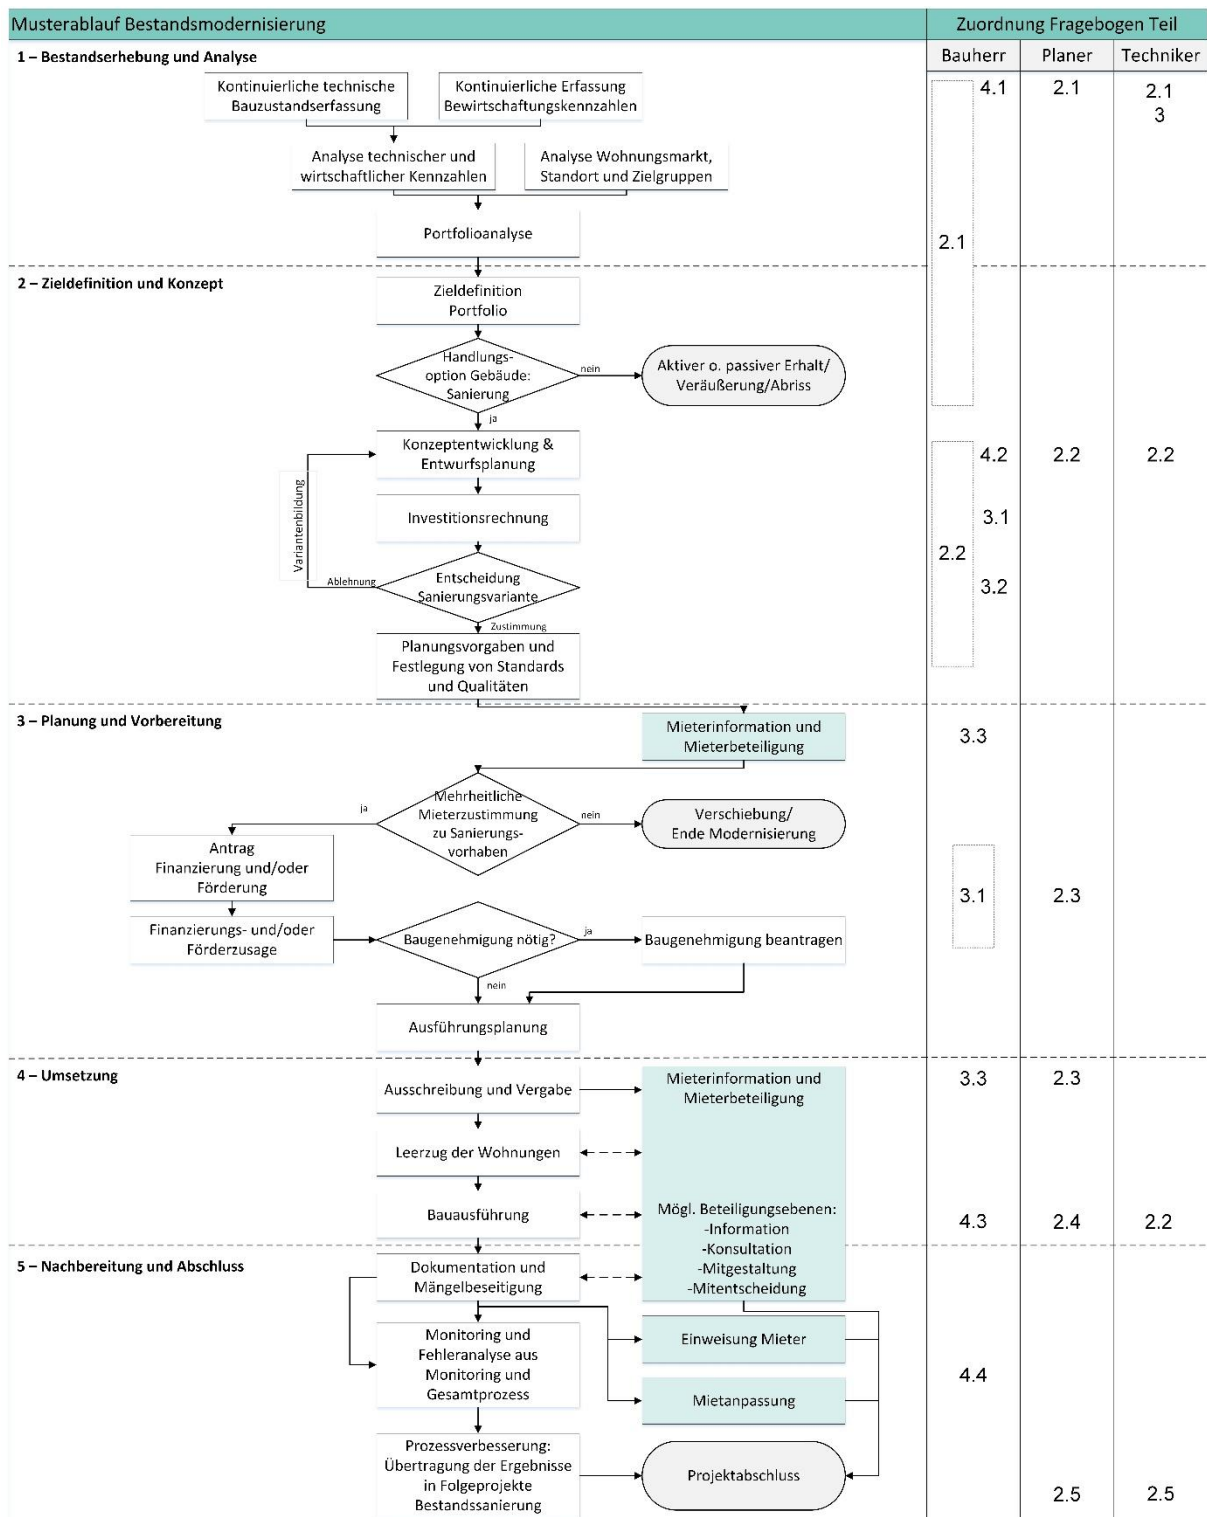 Musterablauf Bestandsmodernisierung
Zuordnung Fragebogen Teil
Bauherr
Planer
Techniker
1 – Bestandserhebung und Analyse
Kontinuierliche technische
Bauzustandserfassung
Kontinuierliche Erfassung
Bewirtschaftungskennzahlen
4.1
2.1
2.1
3
Analyse technischer und
wirtschaftlicher Kennzahlen
Analyse Wohnungsmarkt,
Standort und Zielgruppen
Portfolioanalyse
2.1
2 – Zieldefinition und Konzept
Zieldefinition
Portfolio
Handlungs-
option Gebäude:
Sanierung
nein
Aktiver o. passiver Erhalt/
Veräußerung/Abriss
ja
Konzeptentwicklung &
Entwurfsplanung
4.2
2.2
2.2
Variantenbildung
Investitionsrechnung
3.1
2.2
Ablehnung
Entscheidung
Sanierungsvariante
3.2
Zustimmung
Planungsvorgaben und
Festlegung von Standards
und Qualitäten
3 – Planung und Vorbereitung
Mieterinformation und
Mieterbeteiligung
3.3
ja
Mehrheitliche
Mieterzustimmung
zu Sanierungs-
vorhaben
nein
Verschiebung/
Ende Modernisierung
Antrag
Finanzierung und/oder
Förderung
3.1
2.3
Finanzierungs- und/oder
Förderzusage
Baugenehmigung nötig?
ja
Baugenehmigung beantragen
nein
Ausführungsplanung
4 – Umsetzung
Ausschreibung und Vergabe
Mieterinformation und
Mieterbeteiligung
3.3
2.3
Leerzug der Wohnungen
Bauausführung
Mögl. Beteiligungsebenen:
-Information
-Konsultation
-Mitgestaltung
-Mitentscheidung
4.3
2.4
2.2
5 – Nachbereitung und Abschluss
Dokumentation und
Mängelbeseitigung
Monitoring und
Fehleranalyse aus
Monitoring und
Gesamtprozess
Einweisung Mieter
Mietanpassung
4.4
Prozessverbesserung:
Übertragung der Ergebnisse
in Folgeprojekte
Bestandssanierung
Projektabschluss
2.5
2.5